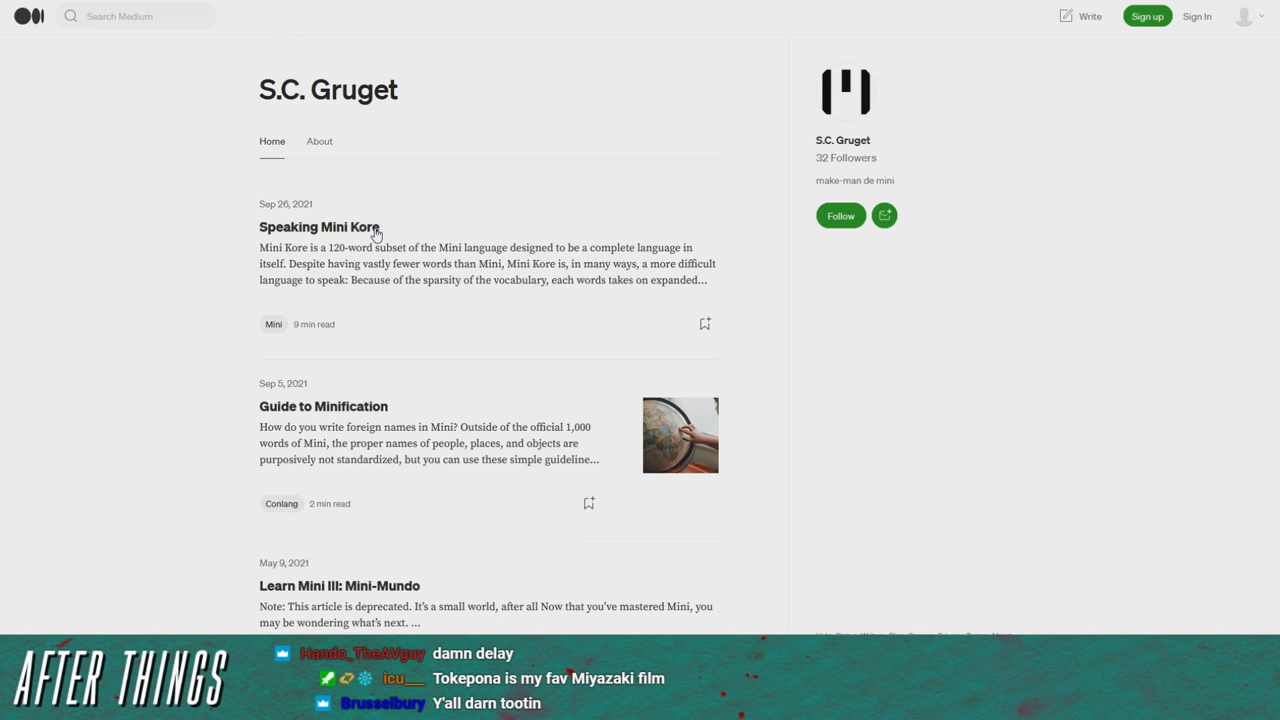 Search Medium
Write
Sign up
Sign In
S.C. Gruget
Home
About
Sep 26, 2021
Speaking Mini Kore
Mini Kore is a 120-word subset of the Mini language designed to be a complete language in
itself. Despite having vastly fewer words than Mini, Mini Kore is, in many ways, a more difficult
language to speak: Because of the sparsity of the vocabulary, each words takes on expanded...
Mini
9 min read
Sep 5, 2021
Guide to Minification
How do you write foreign names in Mini? Outside of the official 1,000
words of Mini, the proper names of people, places, and objects are
purposively not standardized, but you can use these simple guideline...
Conlang
2 min read
May 9, 2021
Learn Mini III: Mini-Mundo
Note: This article is deprecated. It's a small world, after all Now that you've mastered Mini, you
may be wondering what's next. ...
S.C. Gruget
32 Followers
make-man de mini
Follow
AFTER THINGS
Hando_TheAVguy damn delay
icu___ Tokepona is my fav Miyazaki film
Brusselbury Y'all darn tootin